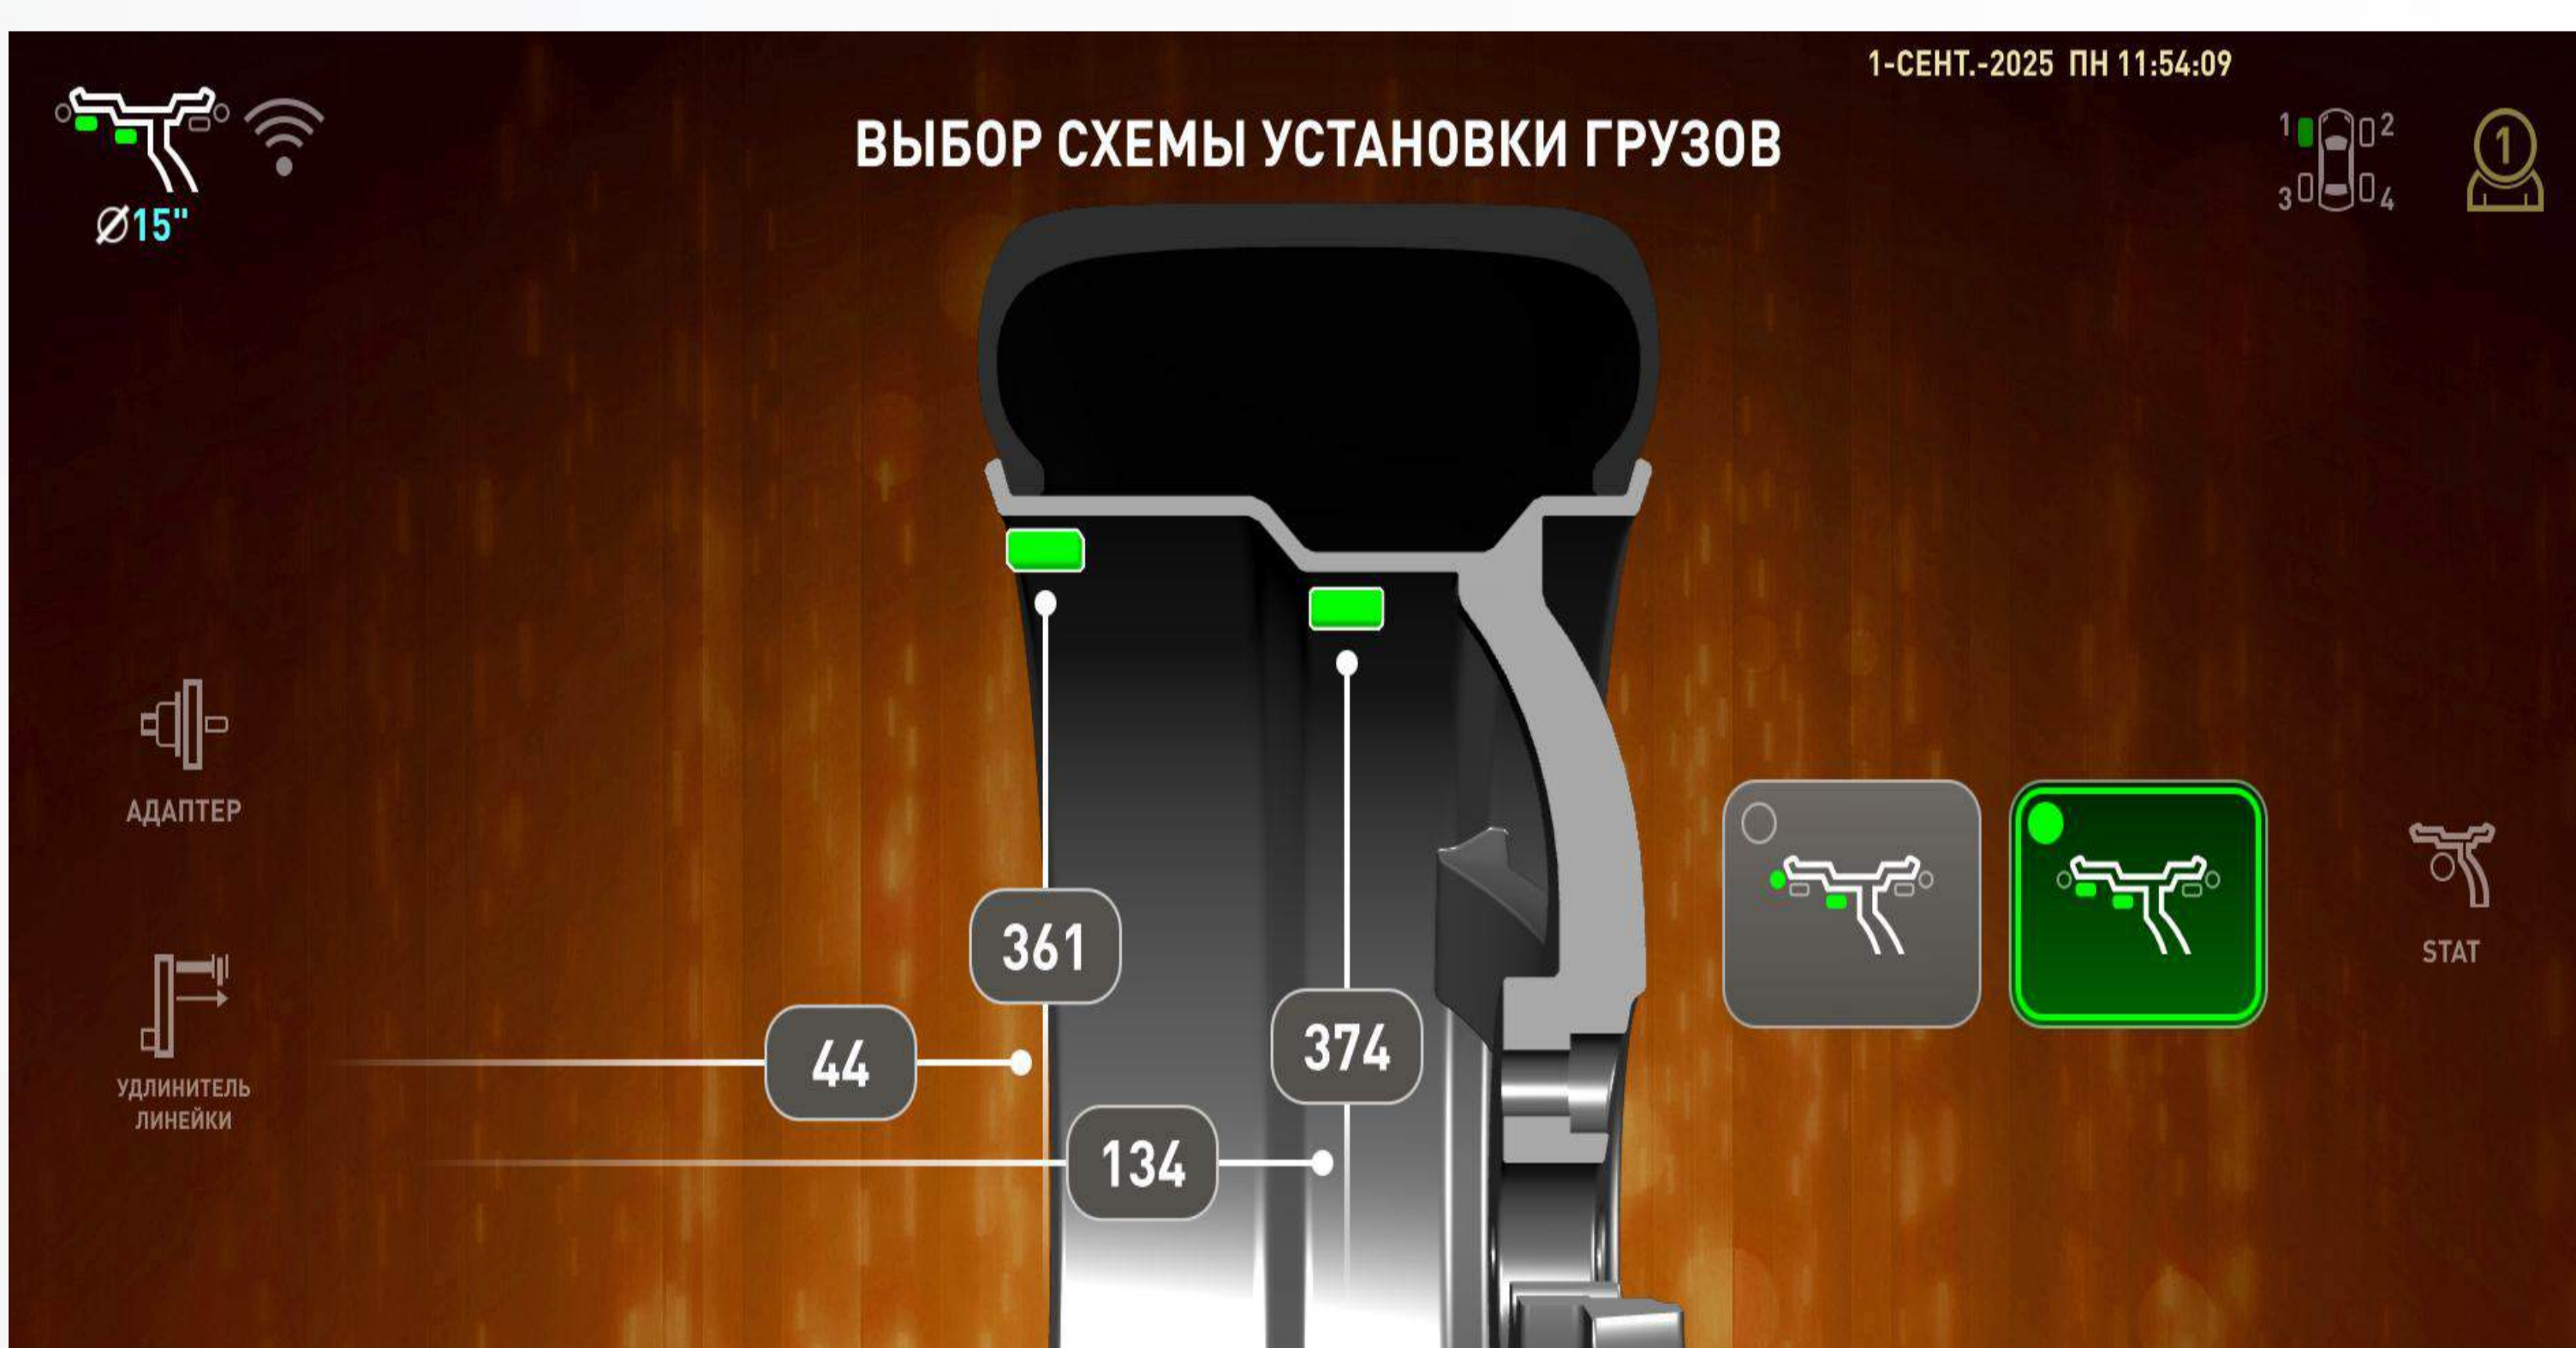 1-СЕНТ.-2025 ПН 11:54:09
ВЫБОР СХЕМЫ УСТАНОВКИ ГРУЗОВ
1
2
3
4
1
Ø15"
АДАПТЕР
361
374
44
134
STAT
УДЛИНИТЕЛЬ
ЛИНЕЙКИ